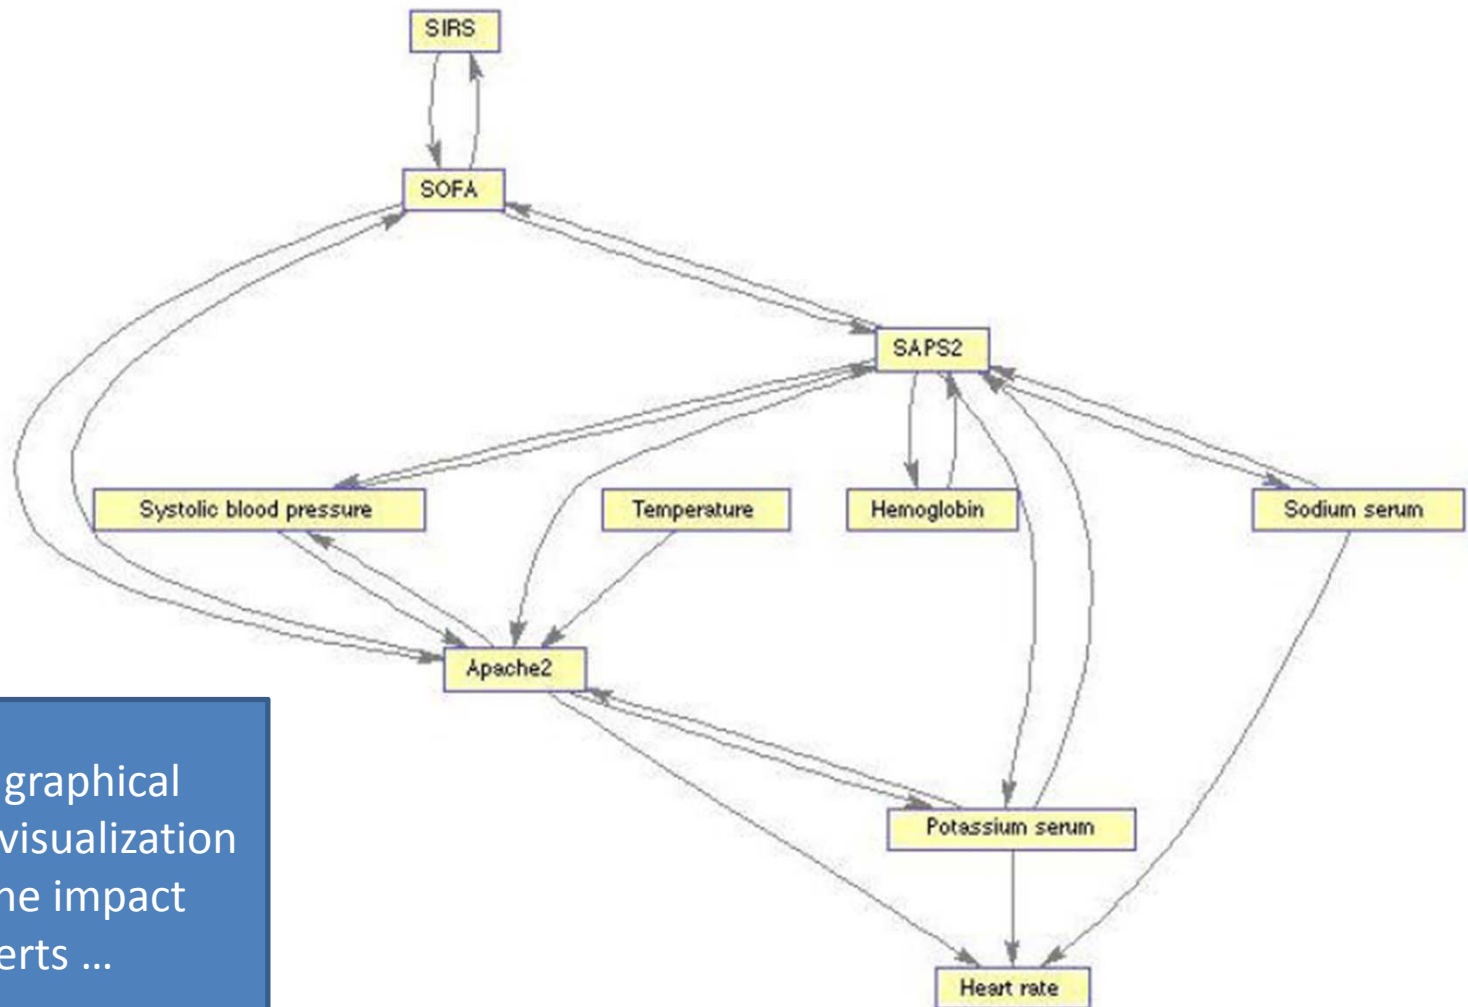 SIRS
SOFA
SAPS2
Systolic blood pressure
Temperature
Hemoglobin
Sodium serum
Apache2
Potassium serum
Heart rate
graphical
visualization
he impact
erts ...